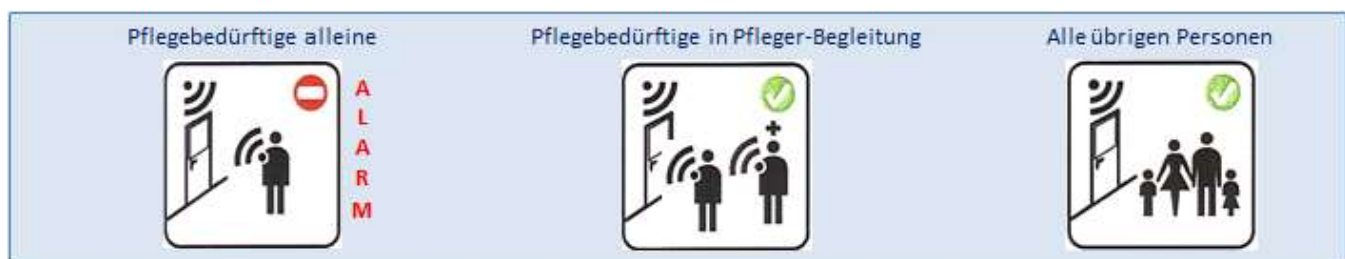 Pflegebedürftige alleine
Pflegebedürftige in Pfleger-Begleitung
Alle übrigen Personen
A
L
A
R
M